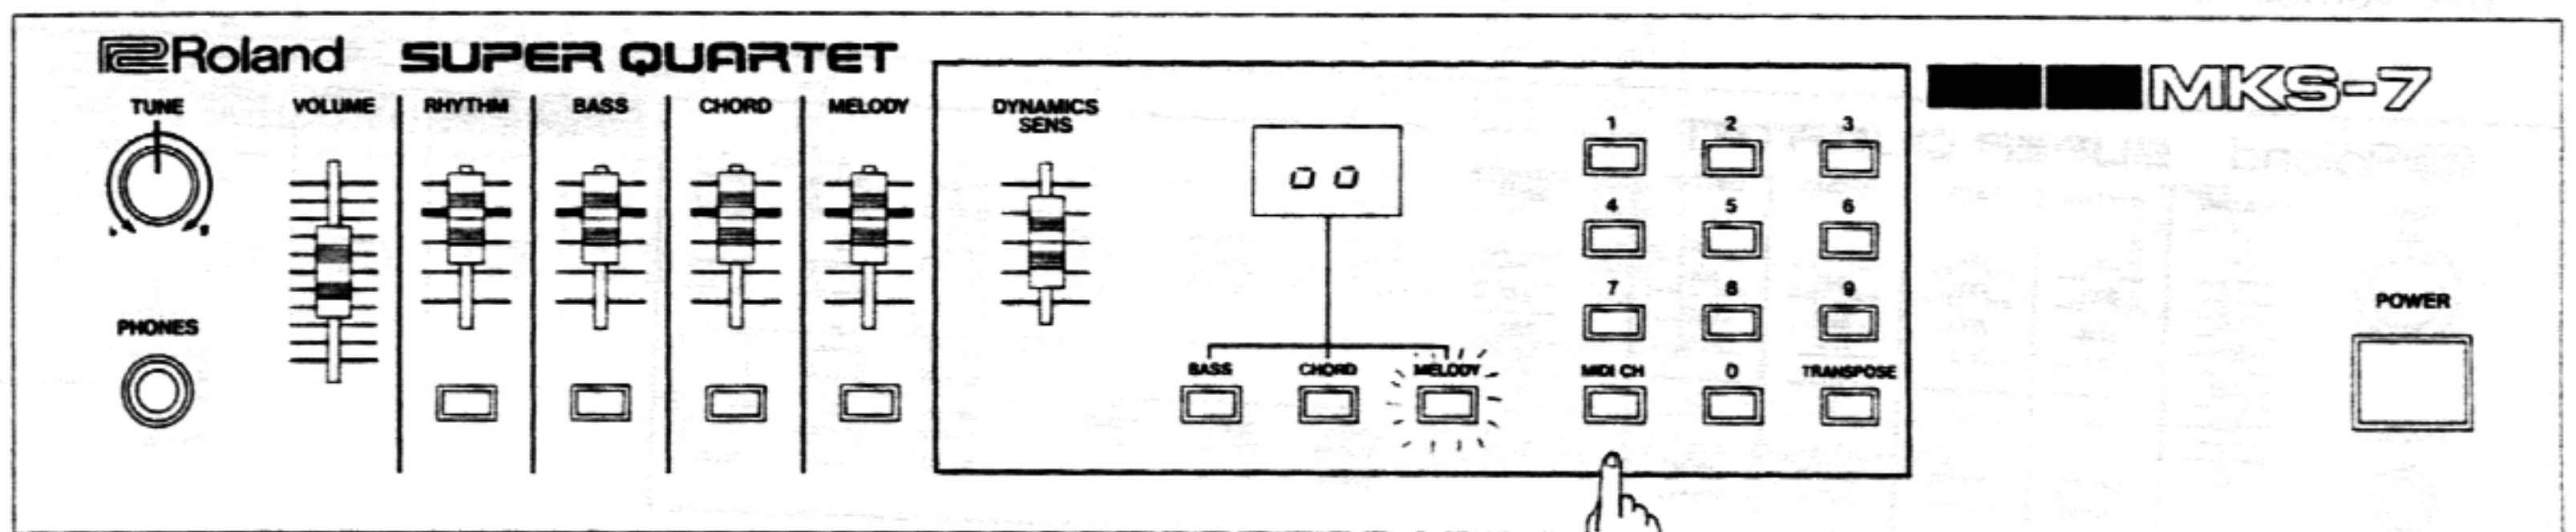 Roland SUPER QUARTET
MKS-7
TUNE
VOLUME
RHYTHM
BASS
CHORD
MELODY
DYNAMICS
SENS
PHONES
oo
BASS
CHORD
MELODY
1 2 3
4 5 6
7 8 9
MIDI CH 0 TRANSPOSE
POWER